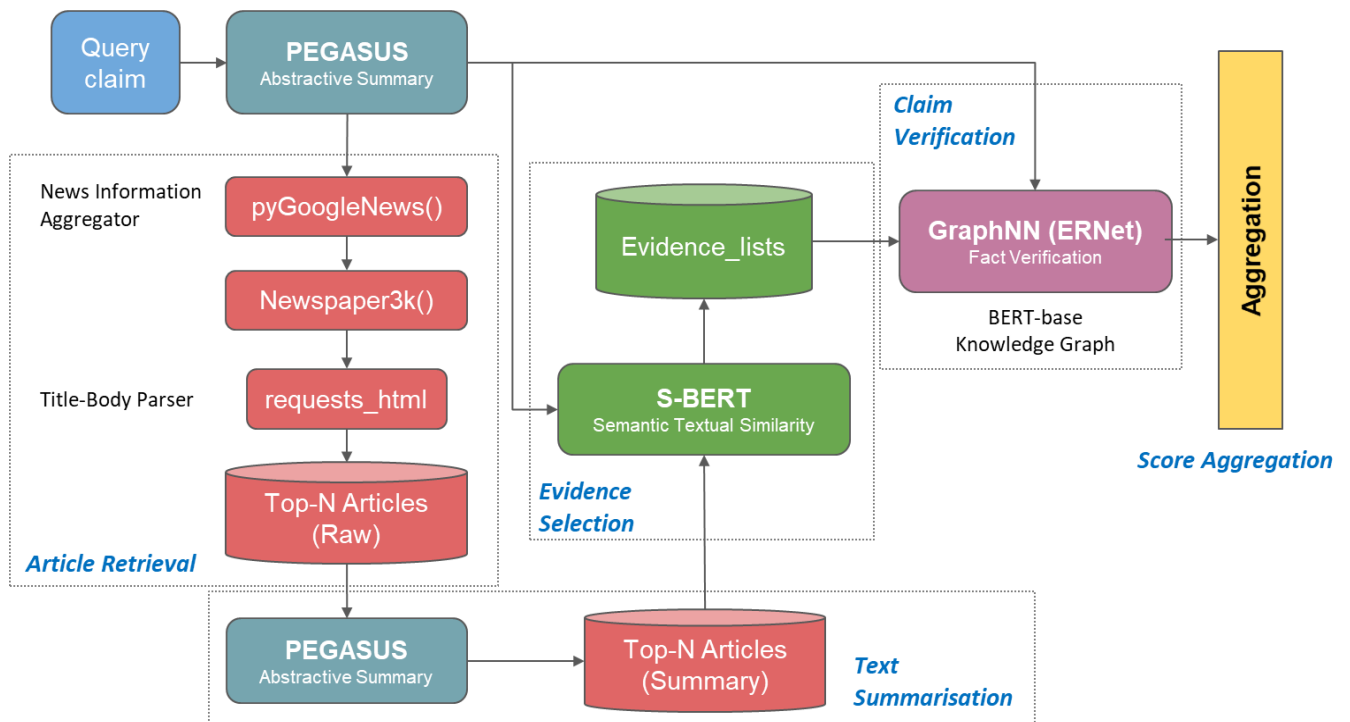 Query
claim
PEGASUS
Abstractive Summary
News Information
Aggregator
pyGoogleNews()
Newspaper3k()
Title-Body Parser
requests_html
Top-N Articles
(Raw)
Article Retrieval
PEGASUS
Abstractive Summary
Top-N Articles
(Summary)
Text
Summarisation
Evidence_lists
S-BERT
Semantic Textual Similarity
Evidence
Selection
Claim
Verification
GraphNN (ERNet)
Fact Verification
BERT-base
Knowledge Graph
Aggregation
Score Aggregation